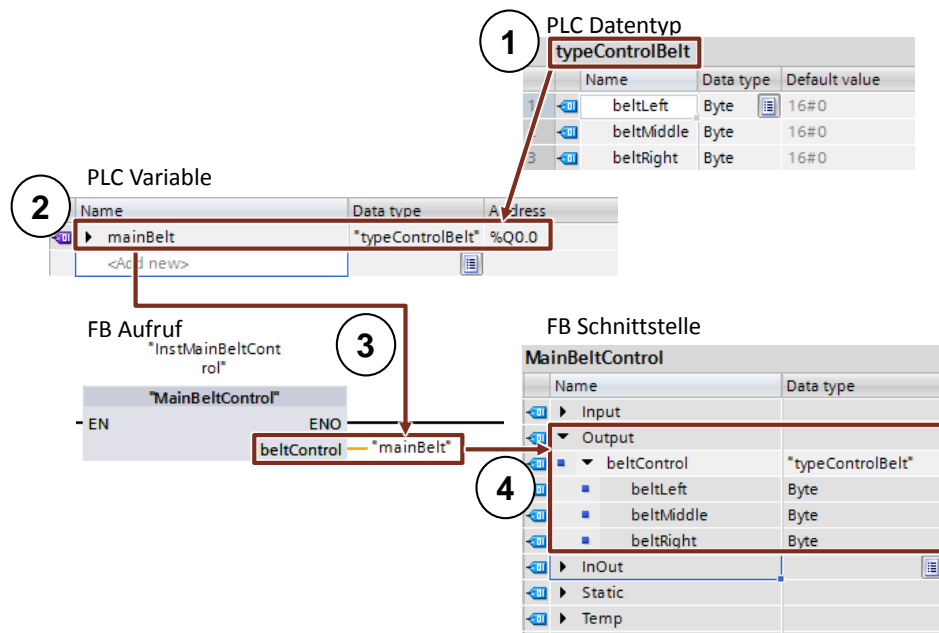 1
PLC Datentyp
typeControlBelt
Name Data type Default value
1 beltLeft Byte 16#0
beltMiddle Byte 16#0
3 beltRight Byte 16#0
2
PLC Variable
Name Data type Address
mainBelt "typeControlBelt" %Q0.0
<Add new>
FB Aufruf
3
"InstMainBeltCont
rol"
"MainBeltControl"
EN
ENO
beltControl "mainBelt"
FB Schnittstelle
MainBeltControl
Name Data type
Input
Output
beltControl "typeControlBelt"
4
beltLeft Byte
beltMiddle Byte
beltRight Byte
InOut
Static
Temp